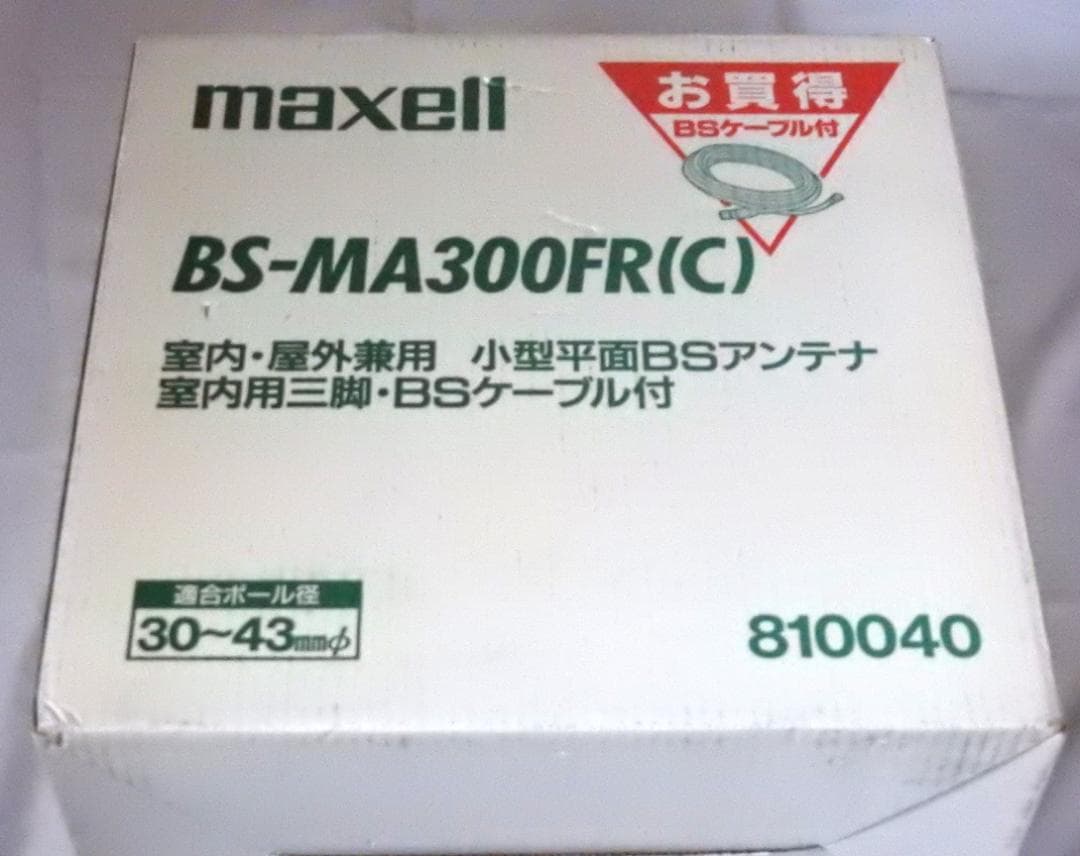 maxell
お買得
BSケーブル付
BS-MA300FR(C)
室内・屋外兼用 小型平面BSアンテナ
室内用三脚・BSケーブル付
適合ポール径
30〜43mmφ
810040